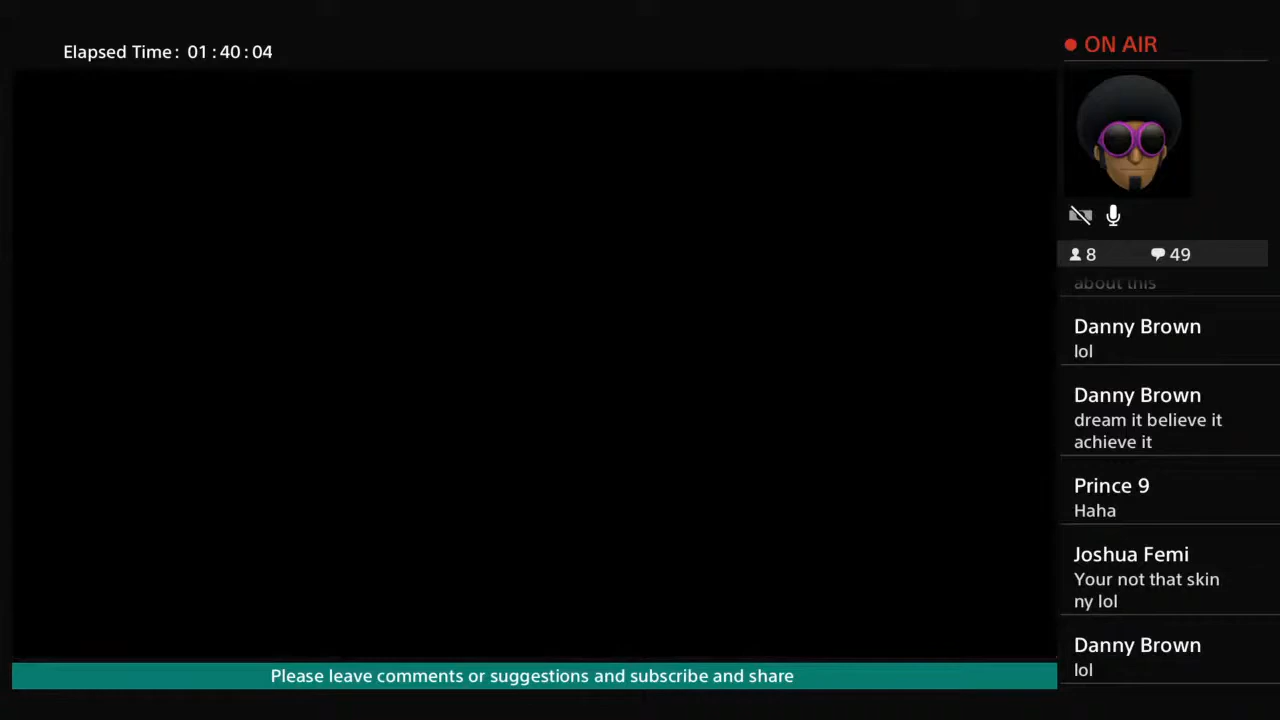 Elapsed Time: 01:40:04
ON AIR
8 49
about this
Danny Brown
lol
Danny Brown
dream it believe it
achieve it
Prince 9
Haha
Joshua Femi
Your not that skin
ny lol
Danny Brown
lol
Please leave comments or suggestions and subscribe and share